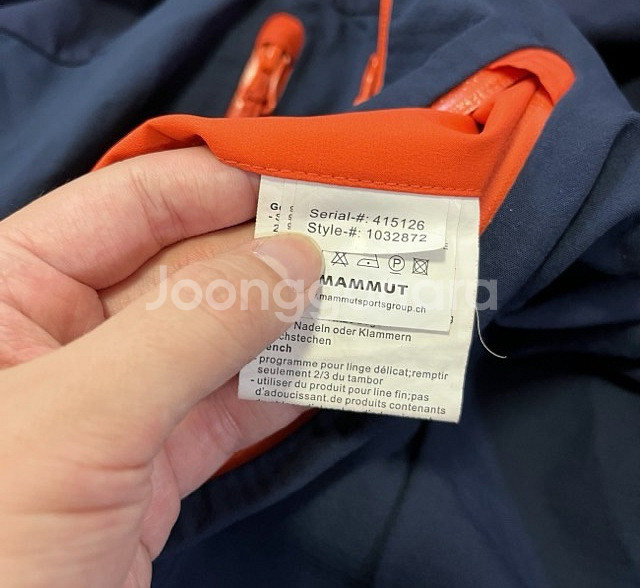 Serial-#: 415126
Style-#: 1032872
MAMMUT
mammutsportsgroup.ch
Joonggonara
Nadeln oder Klammern
programme pour linge délicat;remplir
seulement 2/3 du tambor
- utiliser du produit pour line fin;pas
d'adoucissant.de produits contenants